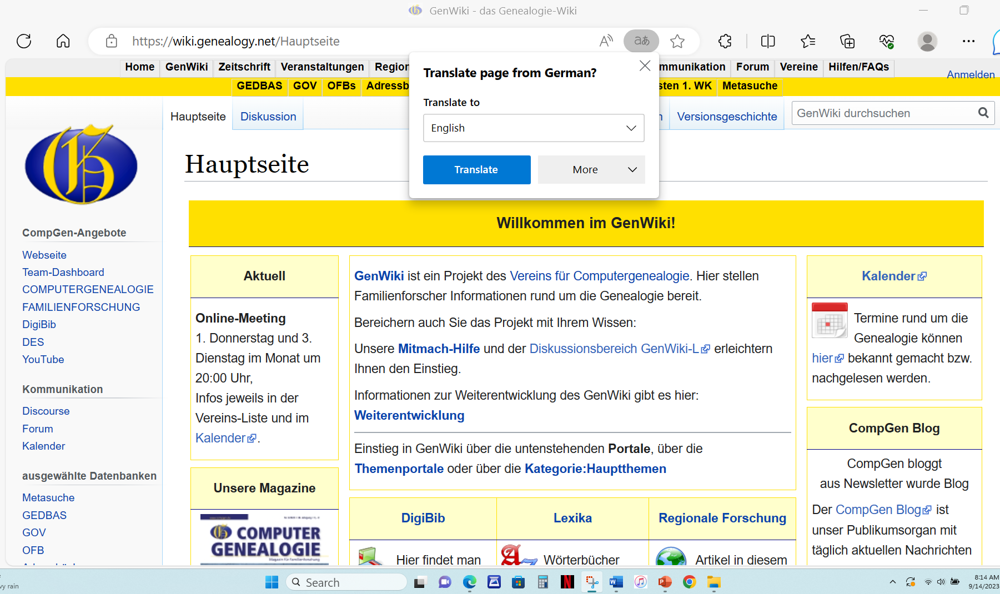 GenWiki - das Genealogie-Wiki
https://wiki.genealogy.net/Hauptseite
Home GenWiki Zeitschrift Veranstaltungen Region mmunikation Forum Vereine Hilfen/FAQs
Anmelden
GEDBAS GOV OFBs Adressb sten 1. WK Metasuche
Translate page from German?
Translate to
English
Translate More
Hauptseite Diskussion n Versionsgeschichte GenWiki durchsuchen
Hauptseite
Willkommen im GenWiki!
CompGen-Angebote
Webseite
Team-Dashboard
COMPUTERGENEALOGIE
FAMILIENFORSCHUNG
DigiBib
DES
YouTube
Kommunikation
Discourse
Forum
Kalender
ausgewählte Datenbanken
Metasuche
GEDBAS
GOV
OFB
Aktuell
Online-Meeting
1. Donnerstag und 3.
Dienstag im Monat um
20:00 Uhr,
Infos jeweils in der
Vereins-Liste und im
Kalender.
Unsere Magazine
COMPUTER
GENEALOGIE
Magazin für Familienforschung
GenWiki ist ein Projekt des Vereins für Computergenealogie. Hier stellen
Familienforscher Informationen rund um die Genealogie bereit.
Bereichern auch Sie das Projekt mit Ihrem Wissen:
Unsere Mitmach-Hilfe und der Diskussionsbereich GenWiki-L erleichtern
Ihnen den Einstieg.
Informationen zur Weiterentwicklung des GenWiki gibt es hier:
Weiterentwicklung
Einstieg in GenWiki über die untenstehenden Portale, über die
Themenportale oder über die Kategorie:Hauptthemen
DigiBib Lexika Regionale Forschung
Hier findet man Wörterbücher Artikel in diesem
Kalender
Termine rund um die
Genealogie können
hier bekannt gemacht bzw.
nachgelesen werden.
CompGen Blog
CompGen bloggt
aus Newsletter wurde Blog
Der CompGen Blog ist
unser Publikumsorgan mit
täglich aktuellen Nachrichten
vy rain
Search
8:14 AM
9/14/2023